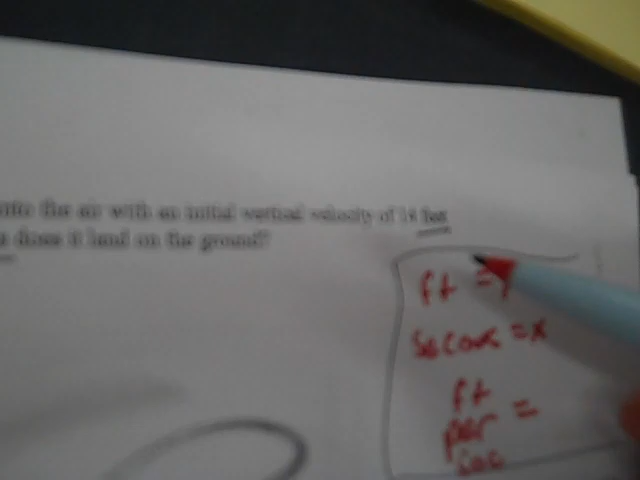 into the air with an initial vertical velocity of 18 feet
does it land on the ground?
ft = Y
Secons = x
ft
per =
sec